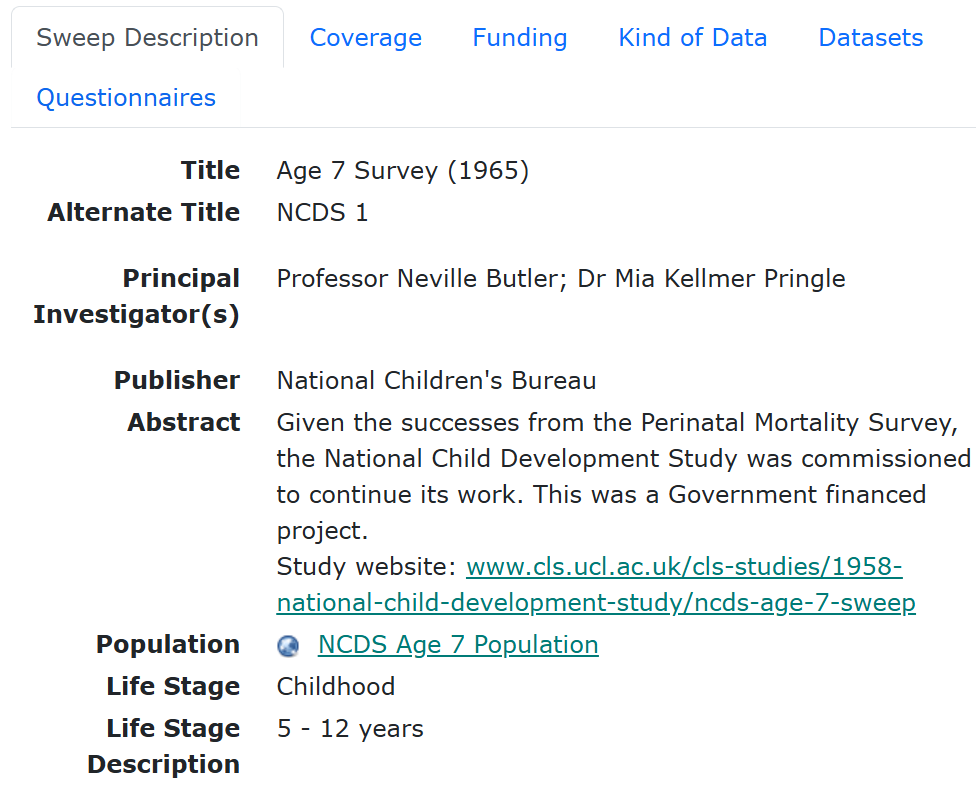 Sweep Description Coverage Funding Kind of Data Datasets
Questionnaires
Title Age 7 Survey (1965)
Alternate Title NCDS 1
Principal Professor Neville Butler; Dr Mia Kellmer Pringle
Investigator(s)
Publisher National Children's Bureau
Abstract Given the successes from the Perinatal Mortality Survey,
the National Child Development Study was commissioned
to continue its work. This was a Government financed
project.
Study website: www.cls.ucl.ac.uk/cls-studies/1958-
national-child-development-study/ncds-age-7-sweep
Population NCDS Age 7 Population
Life Stage Childhood
Life Stage 5 - 12 years
Description